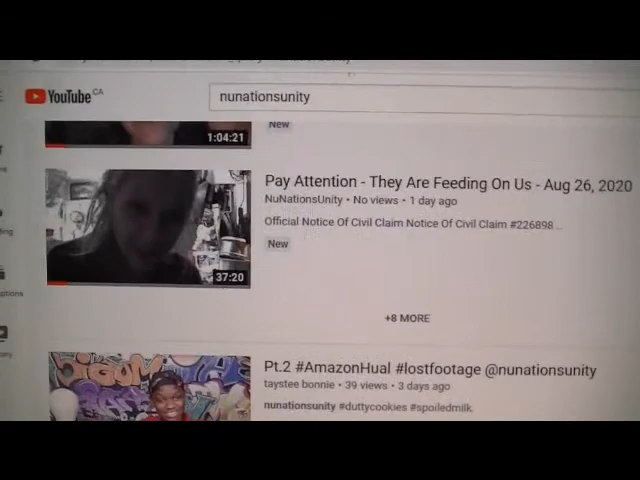 YouTube CA
nunationsunity
1:04:21
New
Pay Attention - They Are Feeding On Us - Aug 26, 2020
NuNationsUnity • No views • 1 day ago
Official Notice Of Civil Claim Notice Of Civil Claim #226898...
New
37:20
ptions
+8 MORE
Pt.2 #AmazonHual #lostfootage @nunationsunity
taystee bonnie • 39 views • 3 days ago
nunationsunity #duttycookies #spoiledmilk